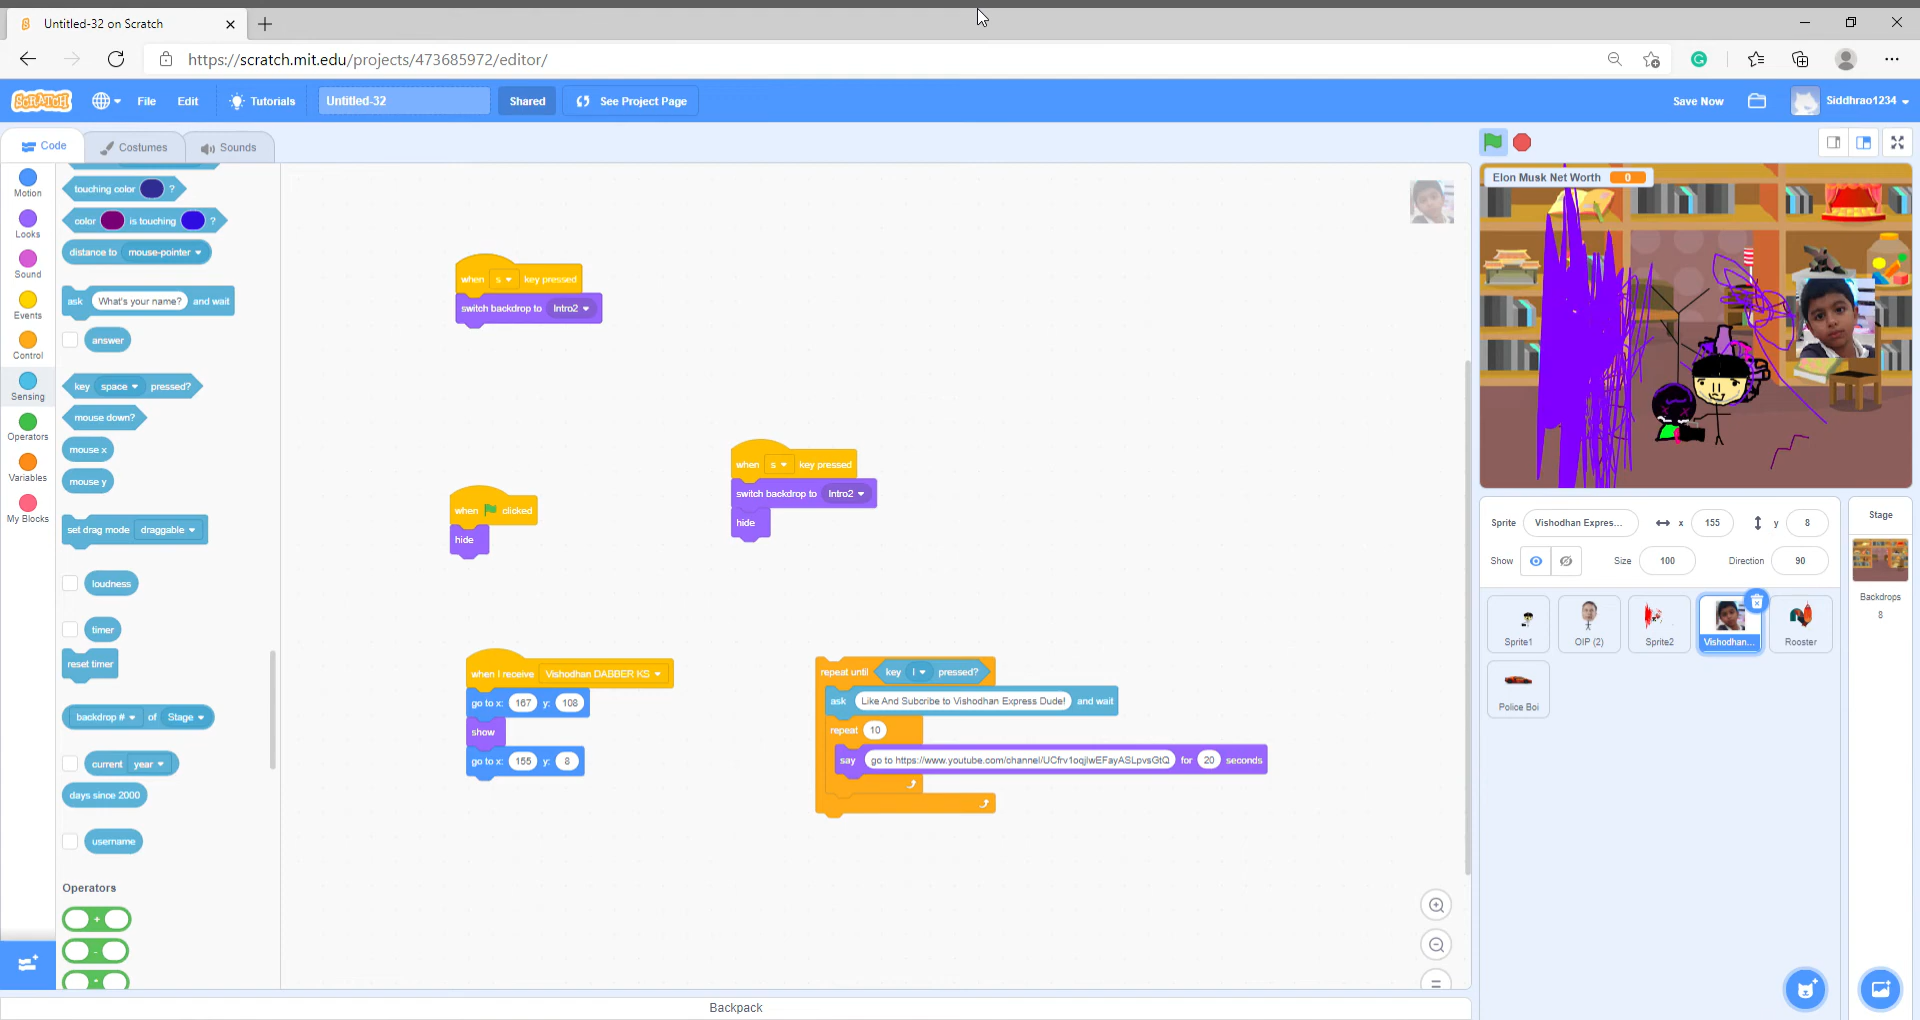 Untitled-32 on Scratch
https://scratch.mit.edu/projects/473685972/editor/
SCRATCH
File
Edit
Tutorials
Untitled-32
Shared
See Project Page
Save Now
Siddhrao1234
Code
Costumes
Sounds
Motion
Looks
Sound
Events
Control
Sensing
Operators
Variables
My Blocks
touching color ?
color is touching ?
distance to mouse-pointer
ask What's your name? and wait
answer
key space pressed?
mouse down?
mouse x
mouse y
set drag mode draggable
loudness
timer
reset timer
backdrop # of Stage
current year
days since 2000
username
Operators
+
-
*
when s key pressed
switch backdrop to Intro2
when clicked
hide
when s key pressed
switch backdrop to Intro2
hide
when I receive Vishodhan DABBER KS
go to x: 167 y: 108
show
go to x: 155 y: 8
repeat until key l pressed?
ask Like And Subcribe to Vishodhan Express Dude! and wait
repeat 10
say go to https://www.youtube.com/channel/UCfrv1oqjlwEFayASLpvsGtQ for 20 seconds
Backpack
Elon Musk Net Worth 0
Sprite Vishodhan Expres... x 155 y 8
Show Size 100 Direction 90
Sprite1
OIP (2)
Sprite2
Vishodhan...
Rooster
Police Boi
Stage
Backdrops
8